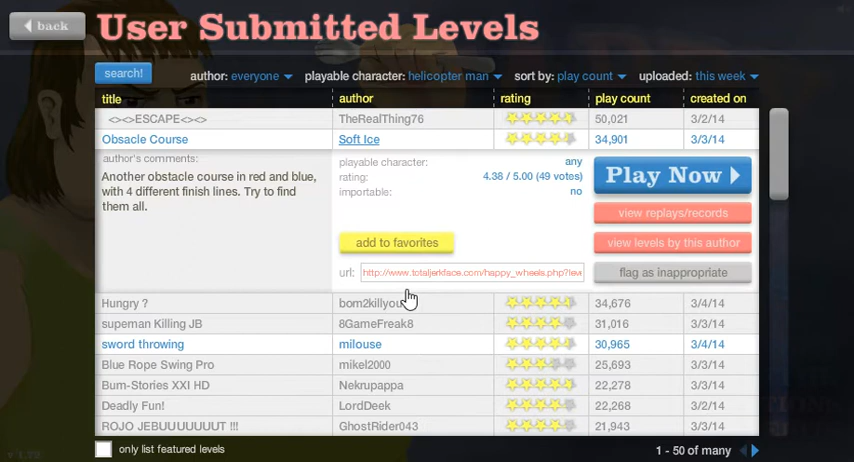 back
User Submitted Levels
search!
author: everyone
playable character: helicopter man
sort by: play count
uploaded: this week
title author rating play count created on
<><>ESCAPE<><> TheRealThing76 50,021 3/2/14
Obsacle Course Soft Ice 34,901 3/3/14
author's comments:
Another obstacle course in red and blue,
with 4 different finish lines. Try to find
them all.
playable character: any
rating: 4.38 / 5.00 (49 votes)
importable: no
add to favorites
url: http://www.totaljerkface.com/happy_wheels.php?leve
Play Now
view replays/records
view levels by this author
flag as inappropriate
Hungry ? 34,676 3/4/14
supeman Killing JB 8GameFreak8 31,016 3/3/14
sword throwing milouse 30,965 3/4/14
Blue Rope Swing Pro mikel2000 25,693 3/3/14
Bum-Stories XXI HD Nekrupappa 22,278 3/3/14
Deadly Fun! LordDeek 22,268 3/2/14
ROJO JEBUUUUUUT !!! GhostRider043 21,943 3/3/14
only list featured levels
1 - 50 of many